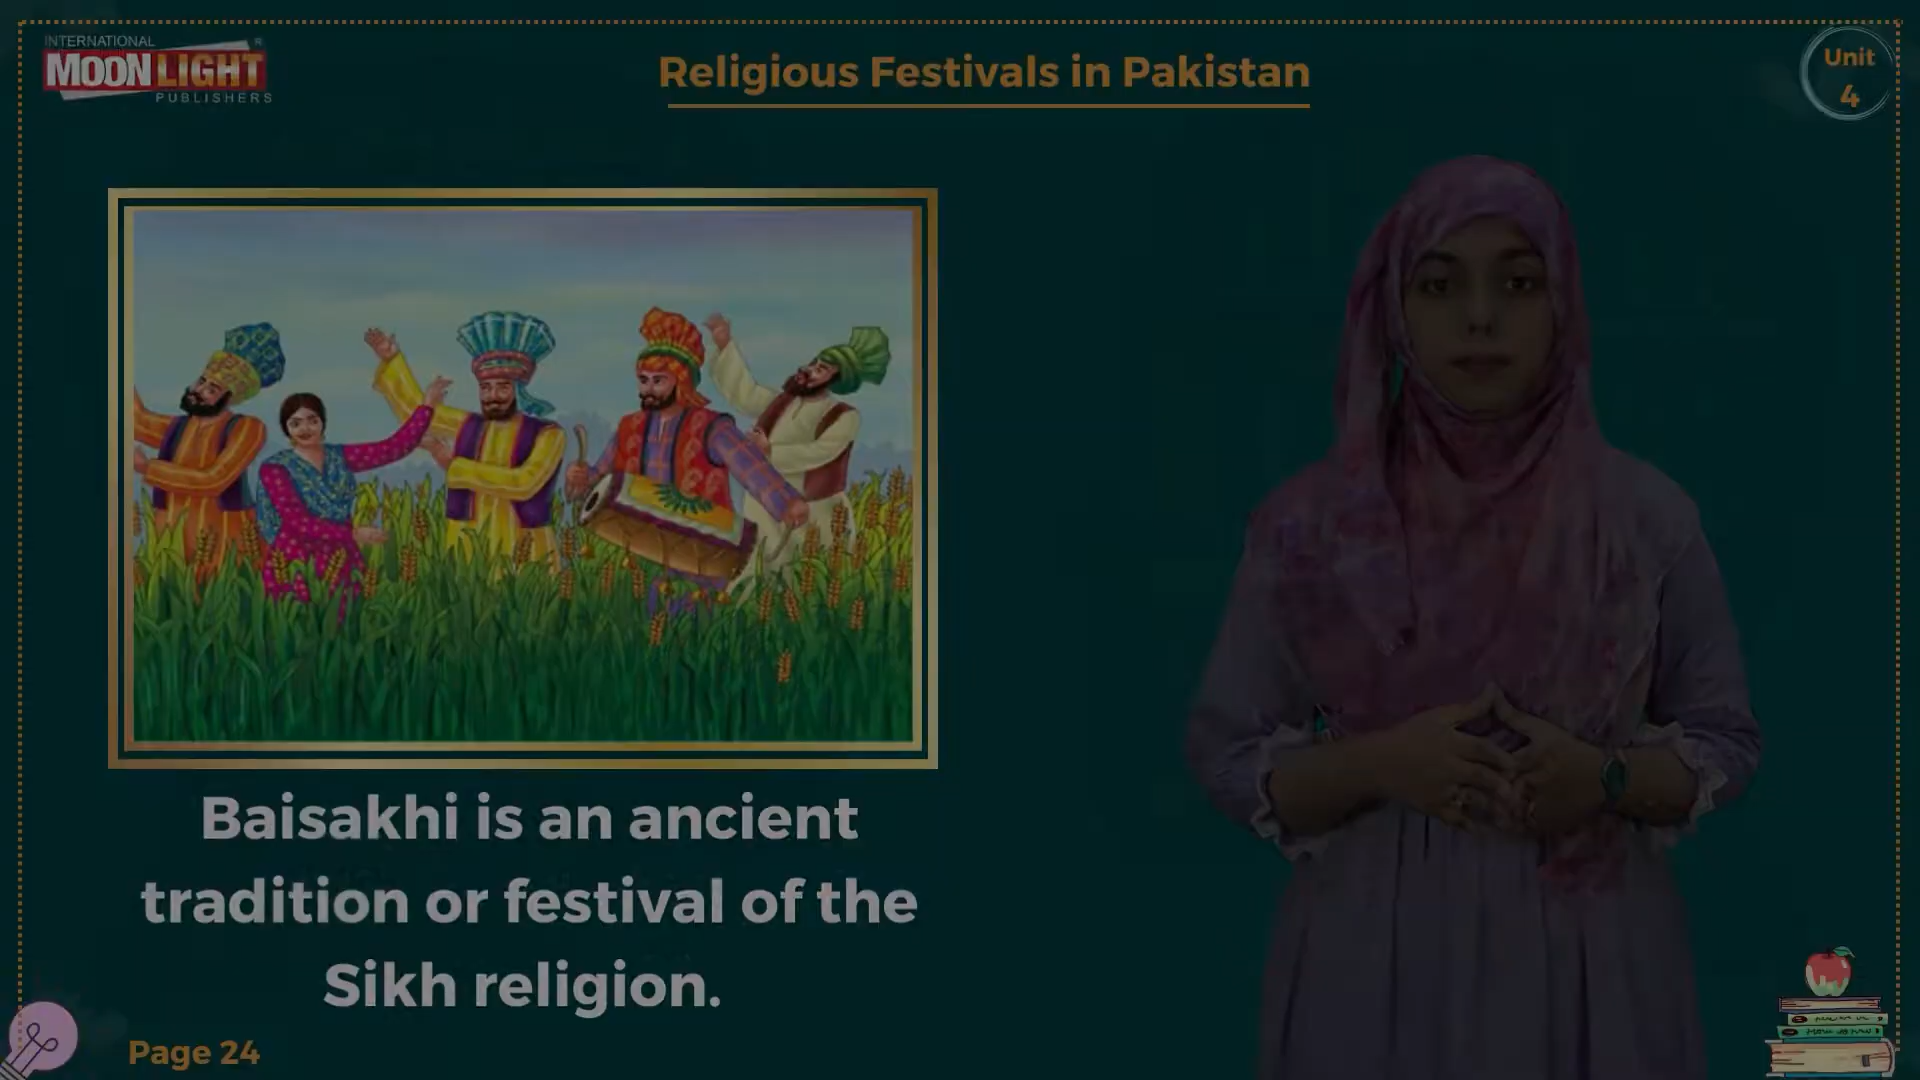 INTERNATIONAL
MOONLIGHT
PUBLISHERS
Religious Festivals in Pakistan
Unit
4
Baisakhi is an ancient
tradition or festival of the
Sikh religion.
Page 24